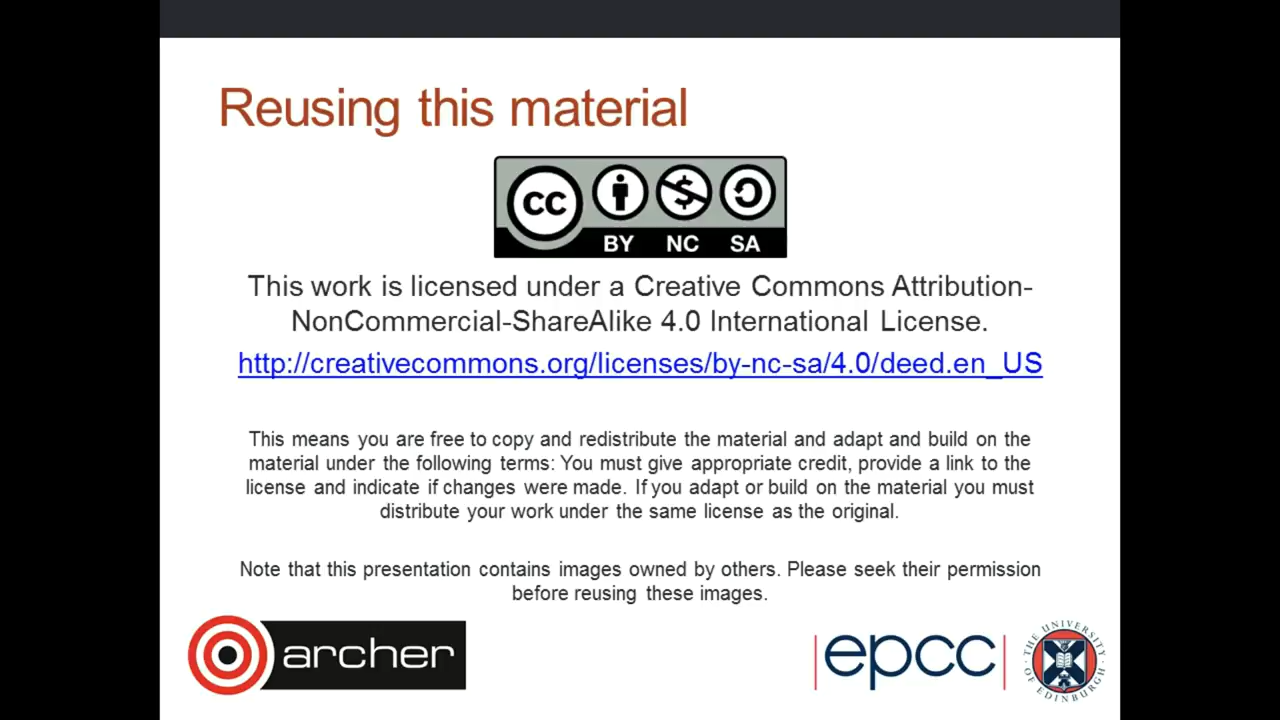 Reusing this material
CC
BY NC SA
This work is licensed under a Creative Commons Attribution-
NonCommercial-ShareAlike 4.0 International License.
http://creativecommons.org/licenses/by-nc-sa/4.0/deed.en_US
This means you are free to copy and redistribute the material and adapt and build on the
material under the following terms: You must give appropriate credit, provide a link to the
license and indicate if changes were made. If you adapt or build on the material you must
distribute your work under the same license as the original.
Note that this presentation contains images owned by others. Please seek their permission
before reusing these images.
archer
epcc
THE UNIVERSITY
OF EDINBURGH